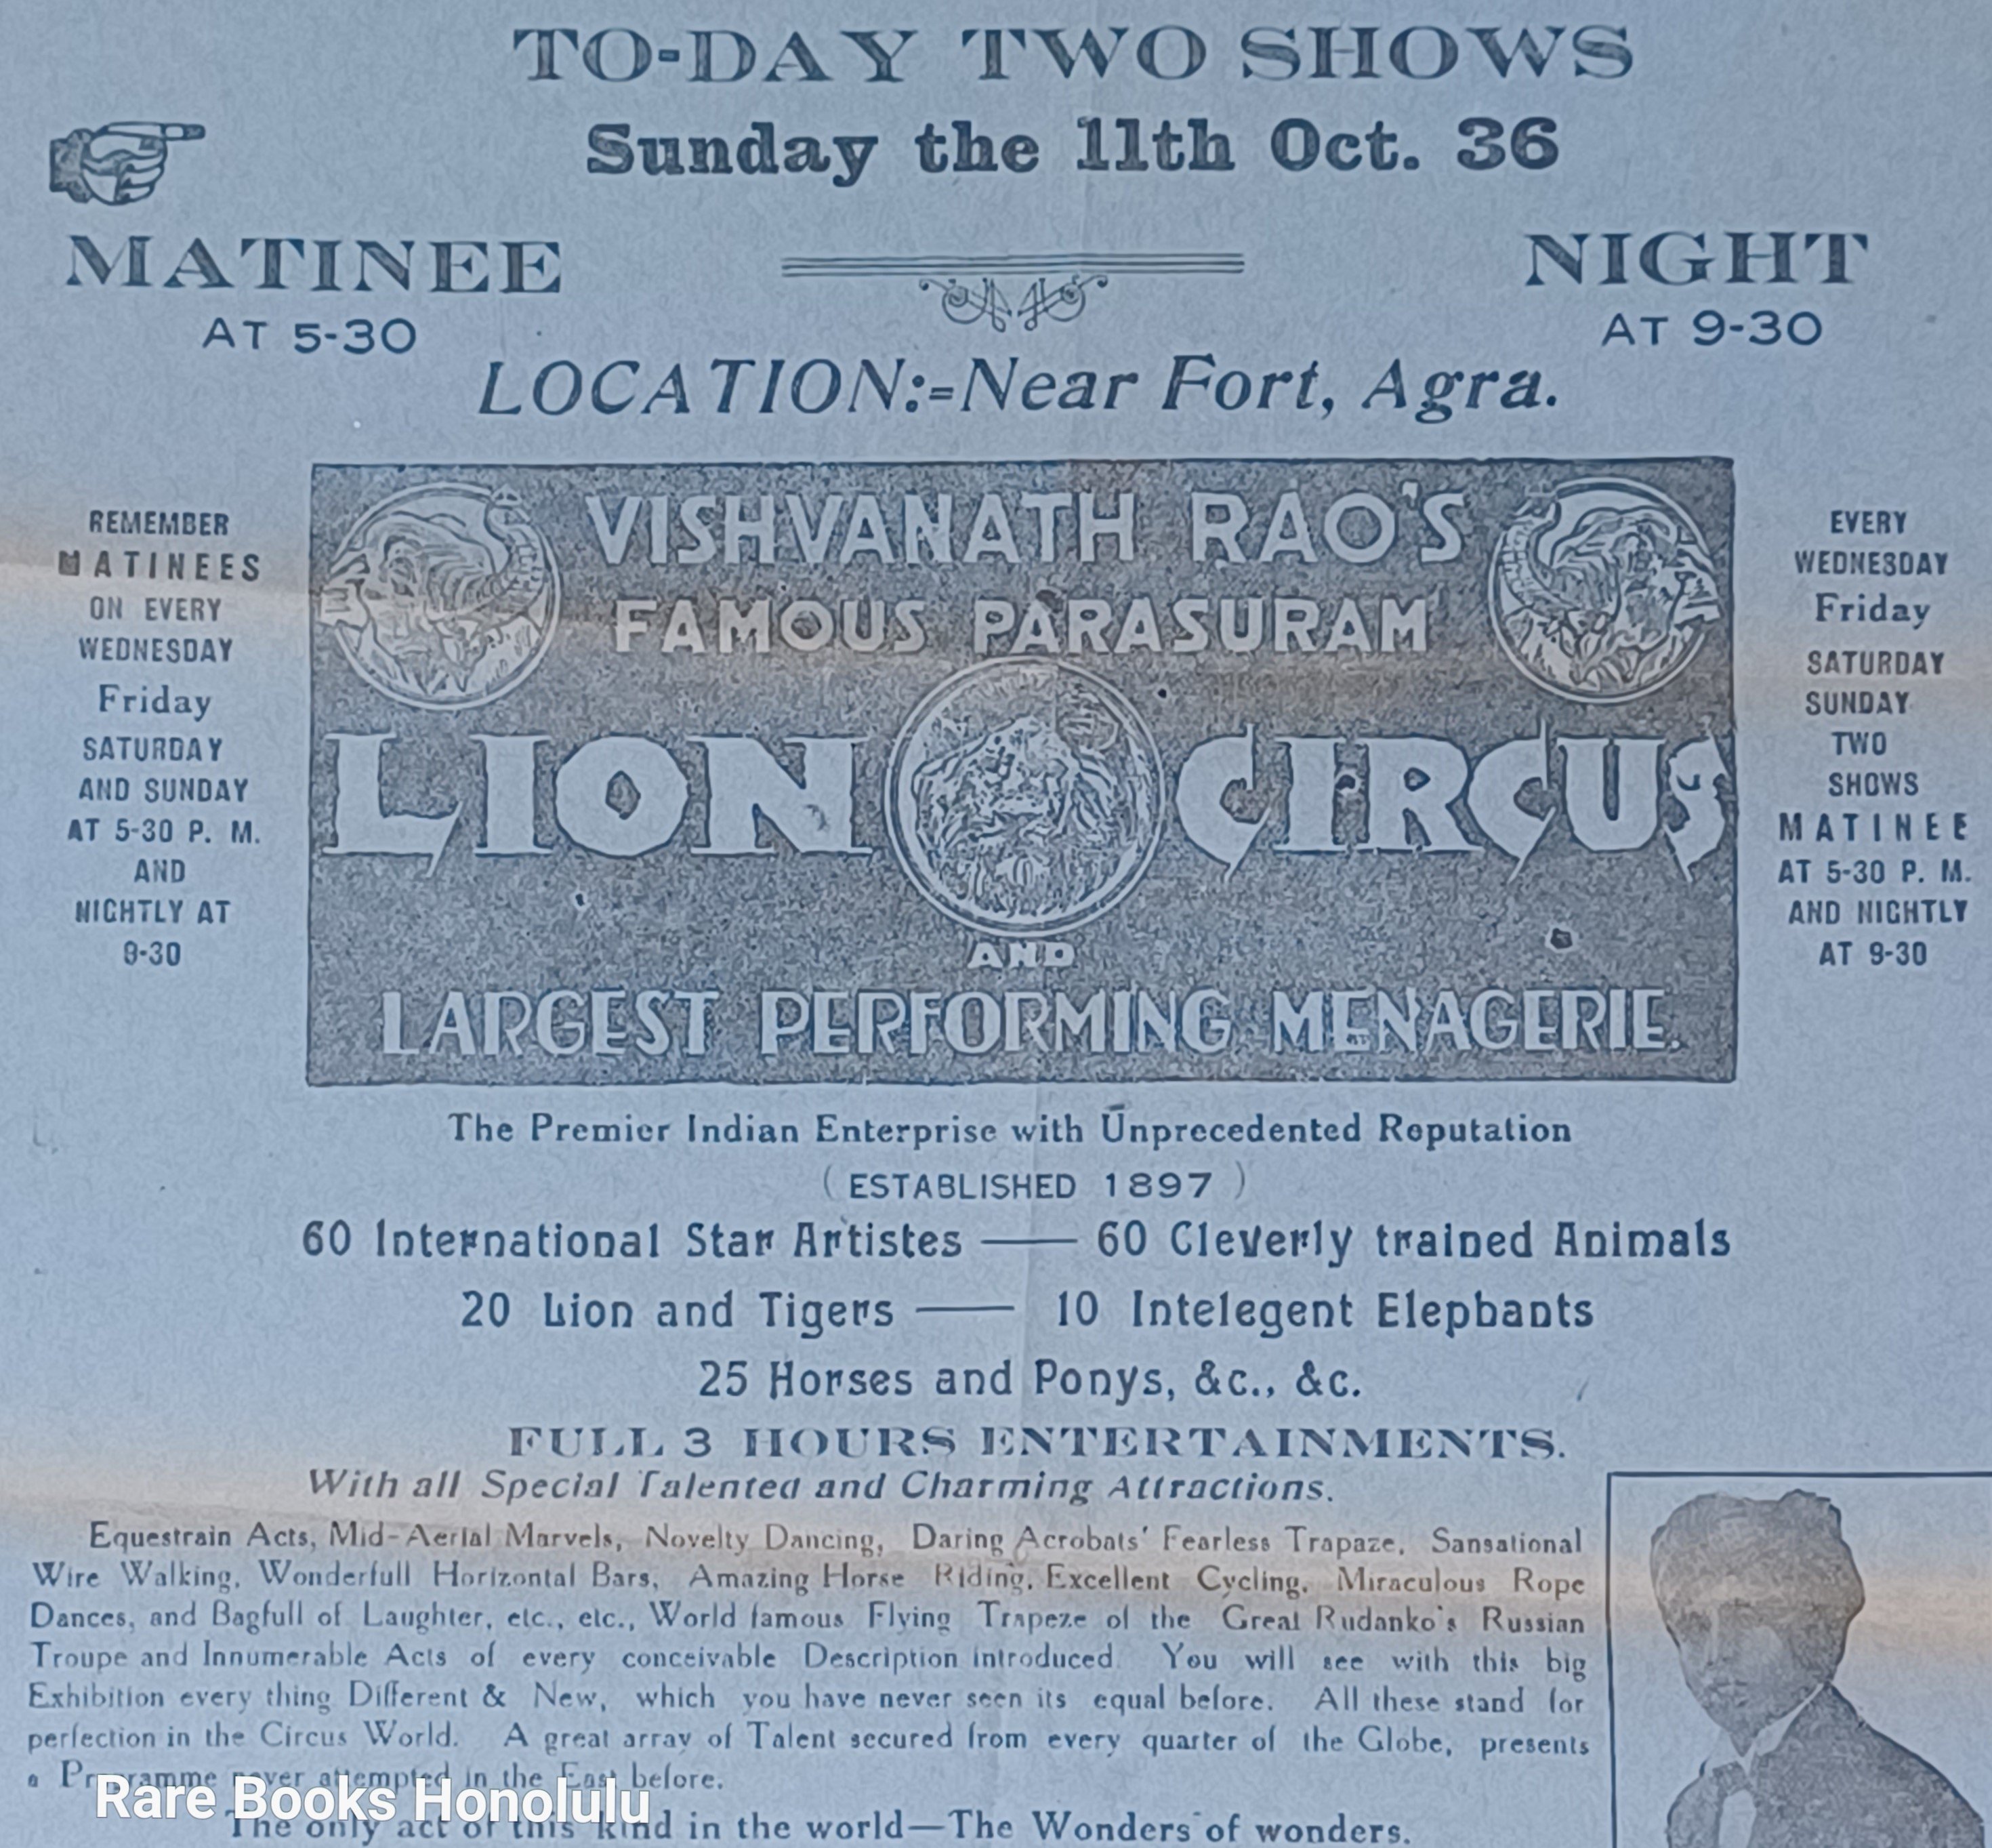 TO-DAY TWO SHOWS
Sunday the 11th Oct. 36
MATINEE
AT 5-30
NIGHT
AT 9-30
LOCATION:-Near Fort, Agra.
REMEMBER
MATINEES
ON EVERY
WEDNESDAY
Friday
SATURDAY
AND SUNDAY
AT 5-30 P. M.
AND
NIGHTLY AT
9-30
VISHVANATH RAO'S
FAMOUS PARASURAM
LION CIRCUS
AND
LARGEST PERFORMING MENAGERIE.
EVERY
WEDNESDAY
Friday
SATURDAY
SUNDAY
TWO
SHOWS
MATINEE
AT 5-30 P. M.
AND NIGHTLY
AT 9-30
The Premier Indian Enterprise with Unprecedented Reputation
( ESTABLISHED 1897 )
60 International Star Artistes — 60 Cleverly trained Animals
20 Lion and Tigers — 10 Intelegent Elephants
25 Horses and Ponys, &c., &c.
FULL 3 HOURS ENTERTAINMENTS.
With all Special Talented and Charming Attractions.
Equestrain Acts, Mid-Aerial Marvels, Novelty Dancing, Daring Acrobats' Fearless Trapaze, Sansational
Wire Walking, Wonderfull Horizontal Bars, Amazing Horse Riding, Excellent Cycling, Miraculous Rope
Dances, and Bagfull of Laughter, etc., etc., World famous Flying Trapeze of the Great Rudanko's Russian
Troupe and Innumerable Acts of every conceivable Description introduced. You will see with this big
Exhibition every thing Different & New, which you have never seen its equal before. All these stand for
perfection in the Circus World. A great array of Talent secured from every quarter of the Globe, presents
a Programme never attempted in the East before.
Rare Books Honolulu
The only act of this kind in the world—The Wonders of wonders.